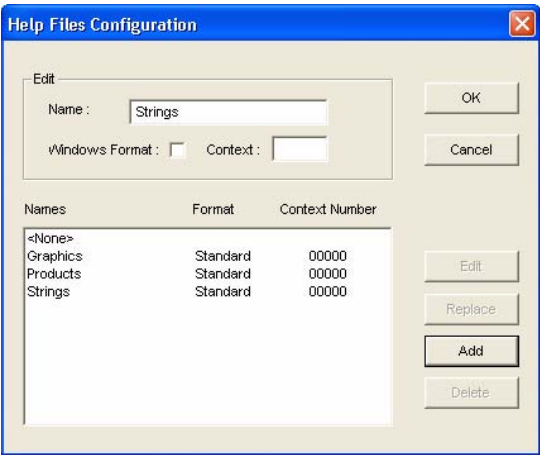 Help Files Configuration
Edit
Name : Strings
Windows Format : Context :
OK
Cancel
Names Format Context Number
<None>
Graphics Standard 00000
Products Standard 00000
Strings Standard 00000
Edit
Replace
Add
Delete